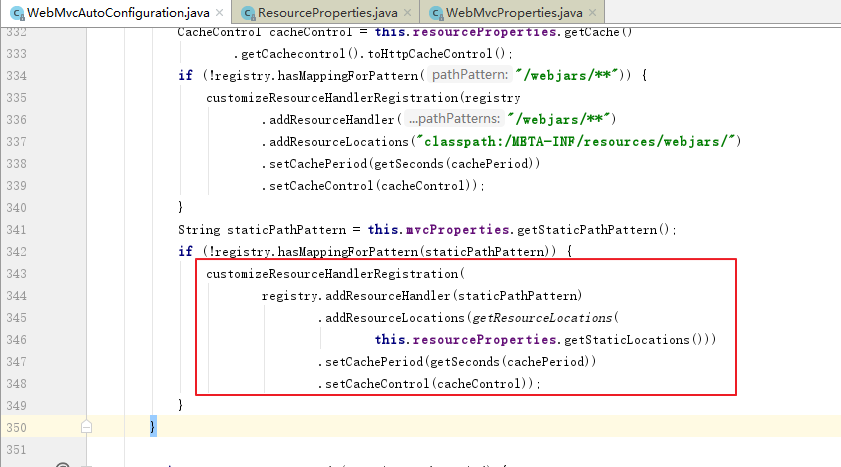 WebMvcAutoConfiguration.java × ResourceProperties.java × WebMvcProperties.java ×
332 CacheControl cacheControl = this.resourceProperties.getCache()
333 .getCachecontrol().toHttpCacheControl();
334 if (!registry.hasMappingForPattern( pathPattern: "/webjars/**")) {
335 customizeResourceHandlerRegistration(registry
336 .addResourceHandler( ...pathPatterns: "/webjars/**")
337 .addResourceLocations("classpath:/META-INF/resources/webjars/")
338 .setCachePeriod(getSeconds(cachePeriod))
339 .setCacheControl(cacheControl));
340 }
341 String staticPathPattern = this.mvcProperties.getStaticPathPattern();
342 if (!registry.hasMappingForPattern(staticPathPattern)) {
343 customizeResourceHandlerRegistration(
344 registry.addResourceHandler(staticPathPattern)
345 .addResourceLocations(getResourceLocations(
346 this.resourceProperties.getStaticLocations()))
347 .setCachePeriod(getSeconds(cachePeriod))
348 .setCacheControl(cacheControl));
349 }
350 }
351